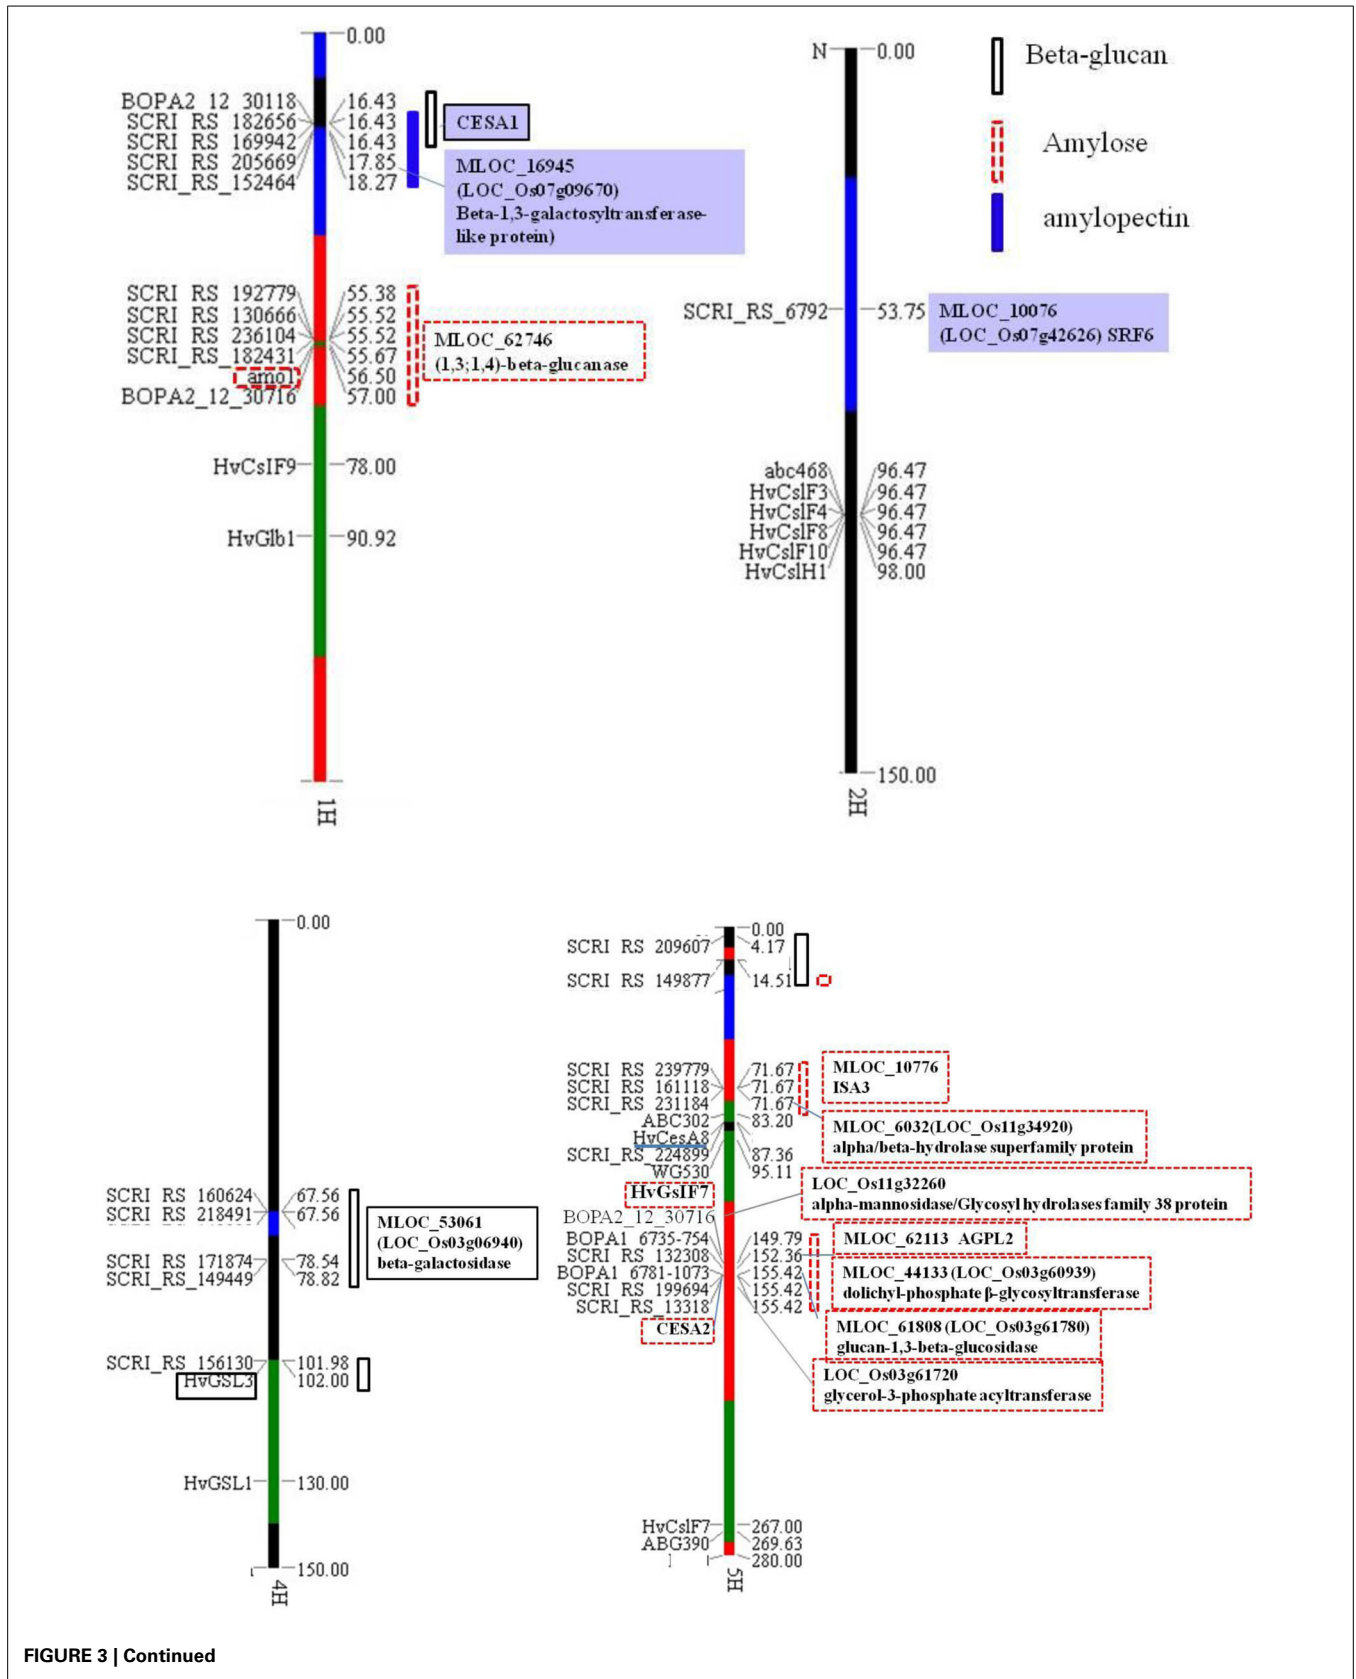 0.00
BOPA2_12_30118 16.43
SCRI_RS_182656 16.43
SCRI_RS_169942 16.43
SCRI_RS_205669 17.85
SCRI_RS_152464 18.27
CESA1
MLOC_16945
(LOC_Os07g09670)
Beta-1,3-galactosyltransferase-
like protein)
SCRI_RS_192779 55.38
SCRI_RS_130666 55.52
SCRI_RS_236104 55.52
SCRI_RS_182431 55.67
amo1 56.50
BOPA2_12_30716 57.00
MLOC_62746
(1,3;1,4)-beta-glucanase
HvCsIF9 78.00
HvGlb1 90.92
1H
N 0.00
SCRI_RS_6792 53.75
MLOC_10076
(LOC_Os07g42626) SRF6
abc468 96.47
HvCslF3 96.47
HvCslF4 96.47
HvCslF8 96.47
HvCslF10 96.47
HvCslH1 98.00
150.00
2H
Beta-glucan
Amylose
amylopectin
0.00
SCRI_RS_160624 67.56
SCRI_RS_218491 67.56
SCRI_RS_171874 78.54
SCRI_RS_149449 78.82
MLOC_53061
(LOC_Os03g06940)
beta-galactosidase
SCRI_RS_156130 101.98
HvGSL3 102.00
HvGSL1 130.00
150.00
4H
0.00
SCRI_RS_209607 4.17
SCRI_RS_149877 14.51
SCRI_RS_239779 71.67
SCRI_RS_161118 71.67
SCRI_RS_231184 71.67
ABC302 83.20
HvCesA8
SCRI_RS_224899 87.36
WG530 95.11
HvGsIF7
BOPA2_12_30716
BOPA1_6735-754 149.79
SCRI_RS_132308 152.36
BOPA1_6781-1073 155.42
SCRI_RS_199694 155.42
SCRI_RS_13318 155.42
CESA2
MLOC_10776
ISA3
MLOC_6032(LOC_Os11g34920)
alpha/beta-hydrolase superfamily protein
LOC_Os11g32260
alpha-mannosidase/Glycosyl hydrolases family 38 protein
MLOC_62113 AGPL2
MLOC_44133 (LOC_Os03g60939)
dolichyl-phosphate β-glycosyltransferase
MLOC_61808 (LOC_Os03g61780)
glucan-1,3-beta-glucosidase
LOC_Os03g61720
glycerol-3-phosphate acyltransferase
HvCslF7 267.00
ABG390 269.63
280.00
5H
FIGURE 3 | Continued